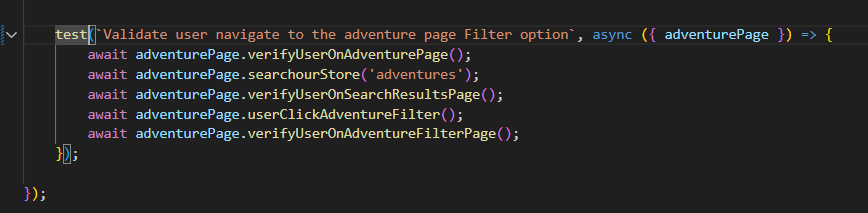 test(`Validate user navigate to the adventure page Filter option`, async ({ adventurePage }) => {
await adventurePage.verifyUserOnAdventurePage();
await adventurePage.searchourStore('adventures');
await adventurePage.verifyUserOnSearchResultsPage();
await adventurePage.userClickAdventureFilter();
await adventurePage.verifyUserOnAdventureFilterPage();
});
});